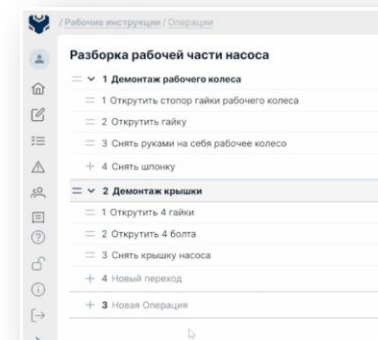 / Рабочие инструкции / Операции
Разборка рабочей части насоса
1 Демонтаж рабочего колеса
1 Открутить стопор гайки рабочего колеса
2 Открутить гайку
3 Снять руками на себя рабочее колесо
4 Снять шпонку
2 Демонтаж крышки
1 Открутить 4 гайки
2 Открутить 4 болта
3 Снять крышку насоса
4 Новый переход
3 Новая Операция